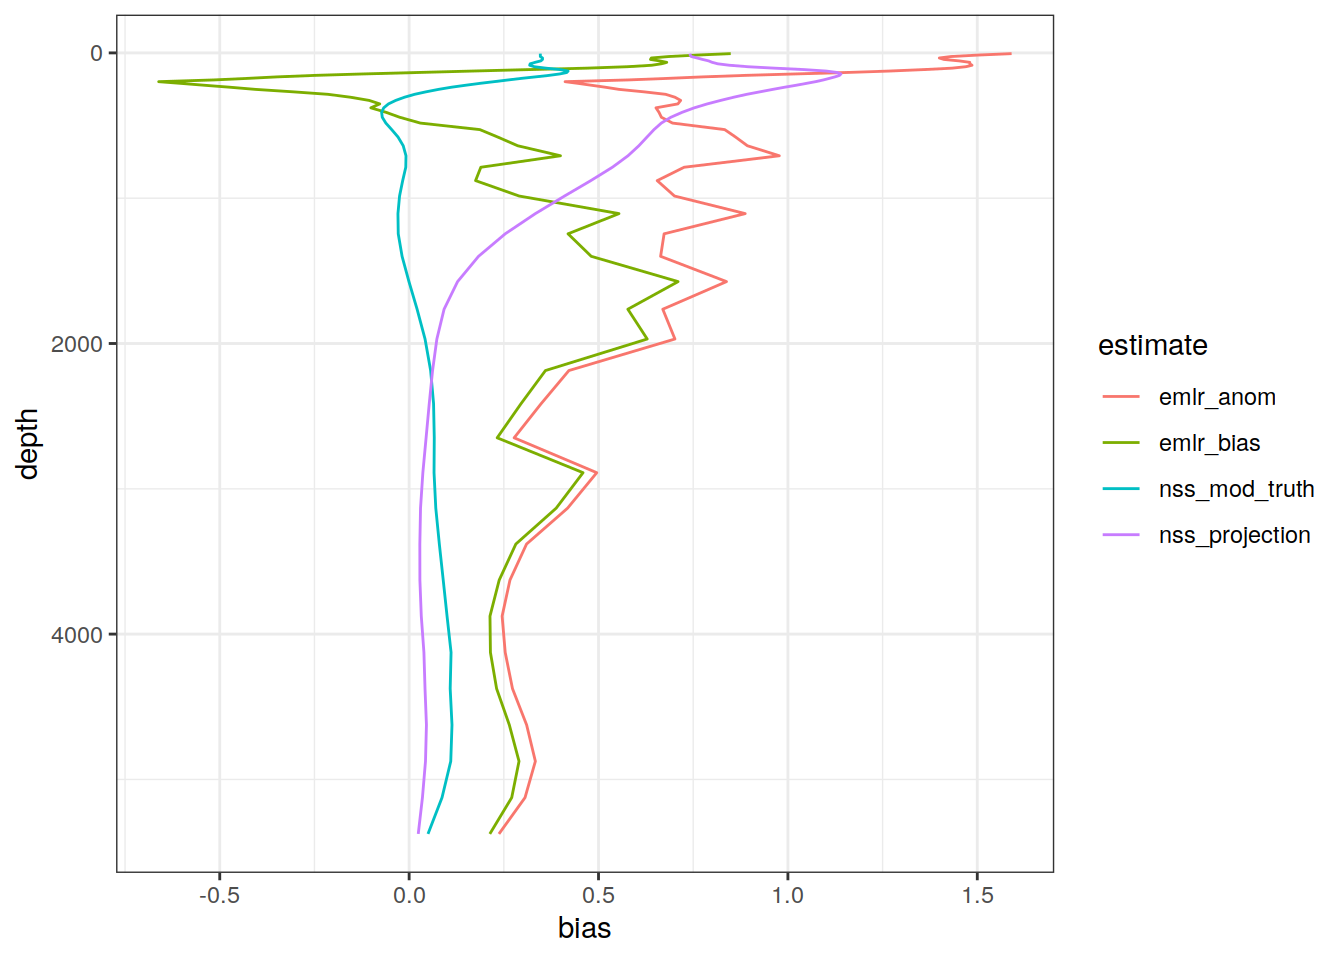 0
2000
4000
depth
-0.5
0.0
0.5
1.0
1.5
bias
estimate
emlr_anom
emlr_bias
nss_mod_truth
nss_projection